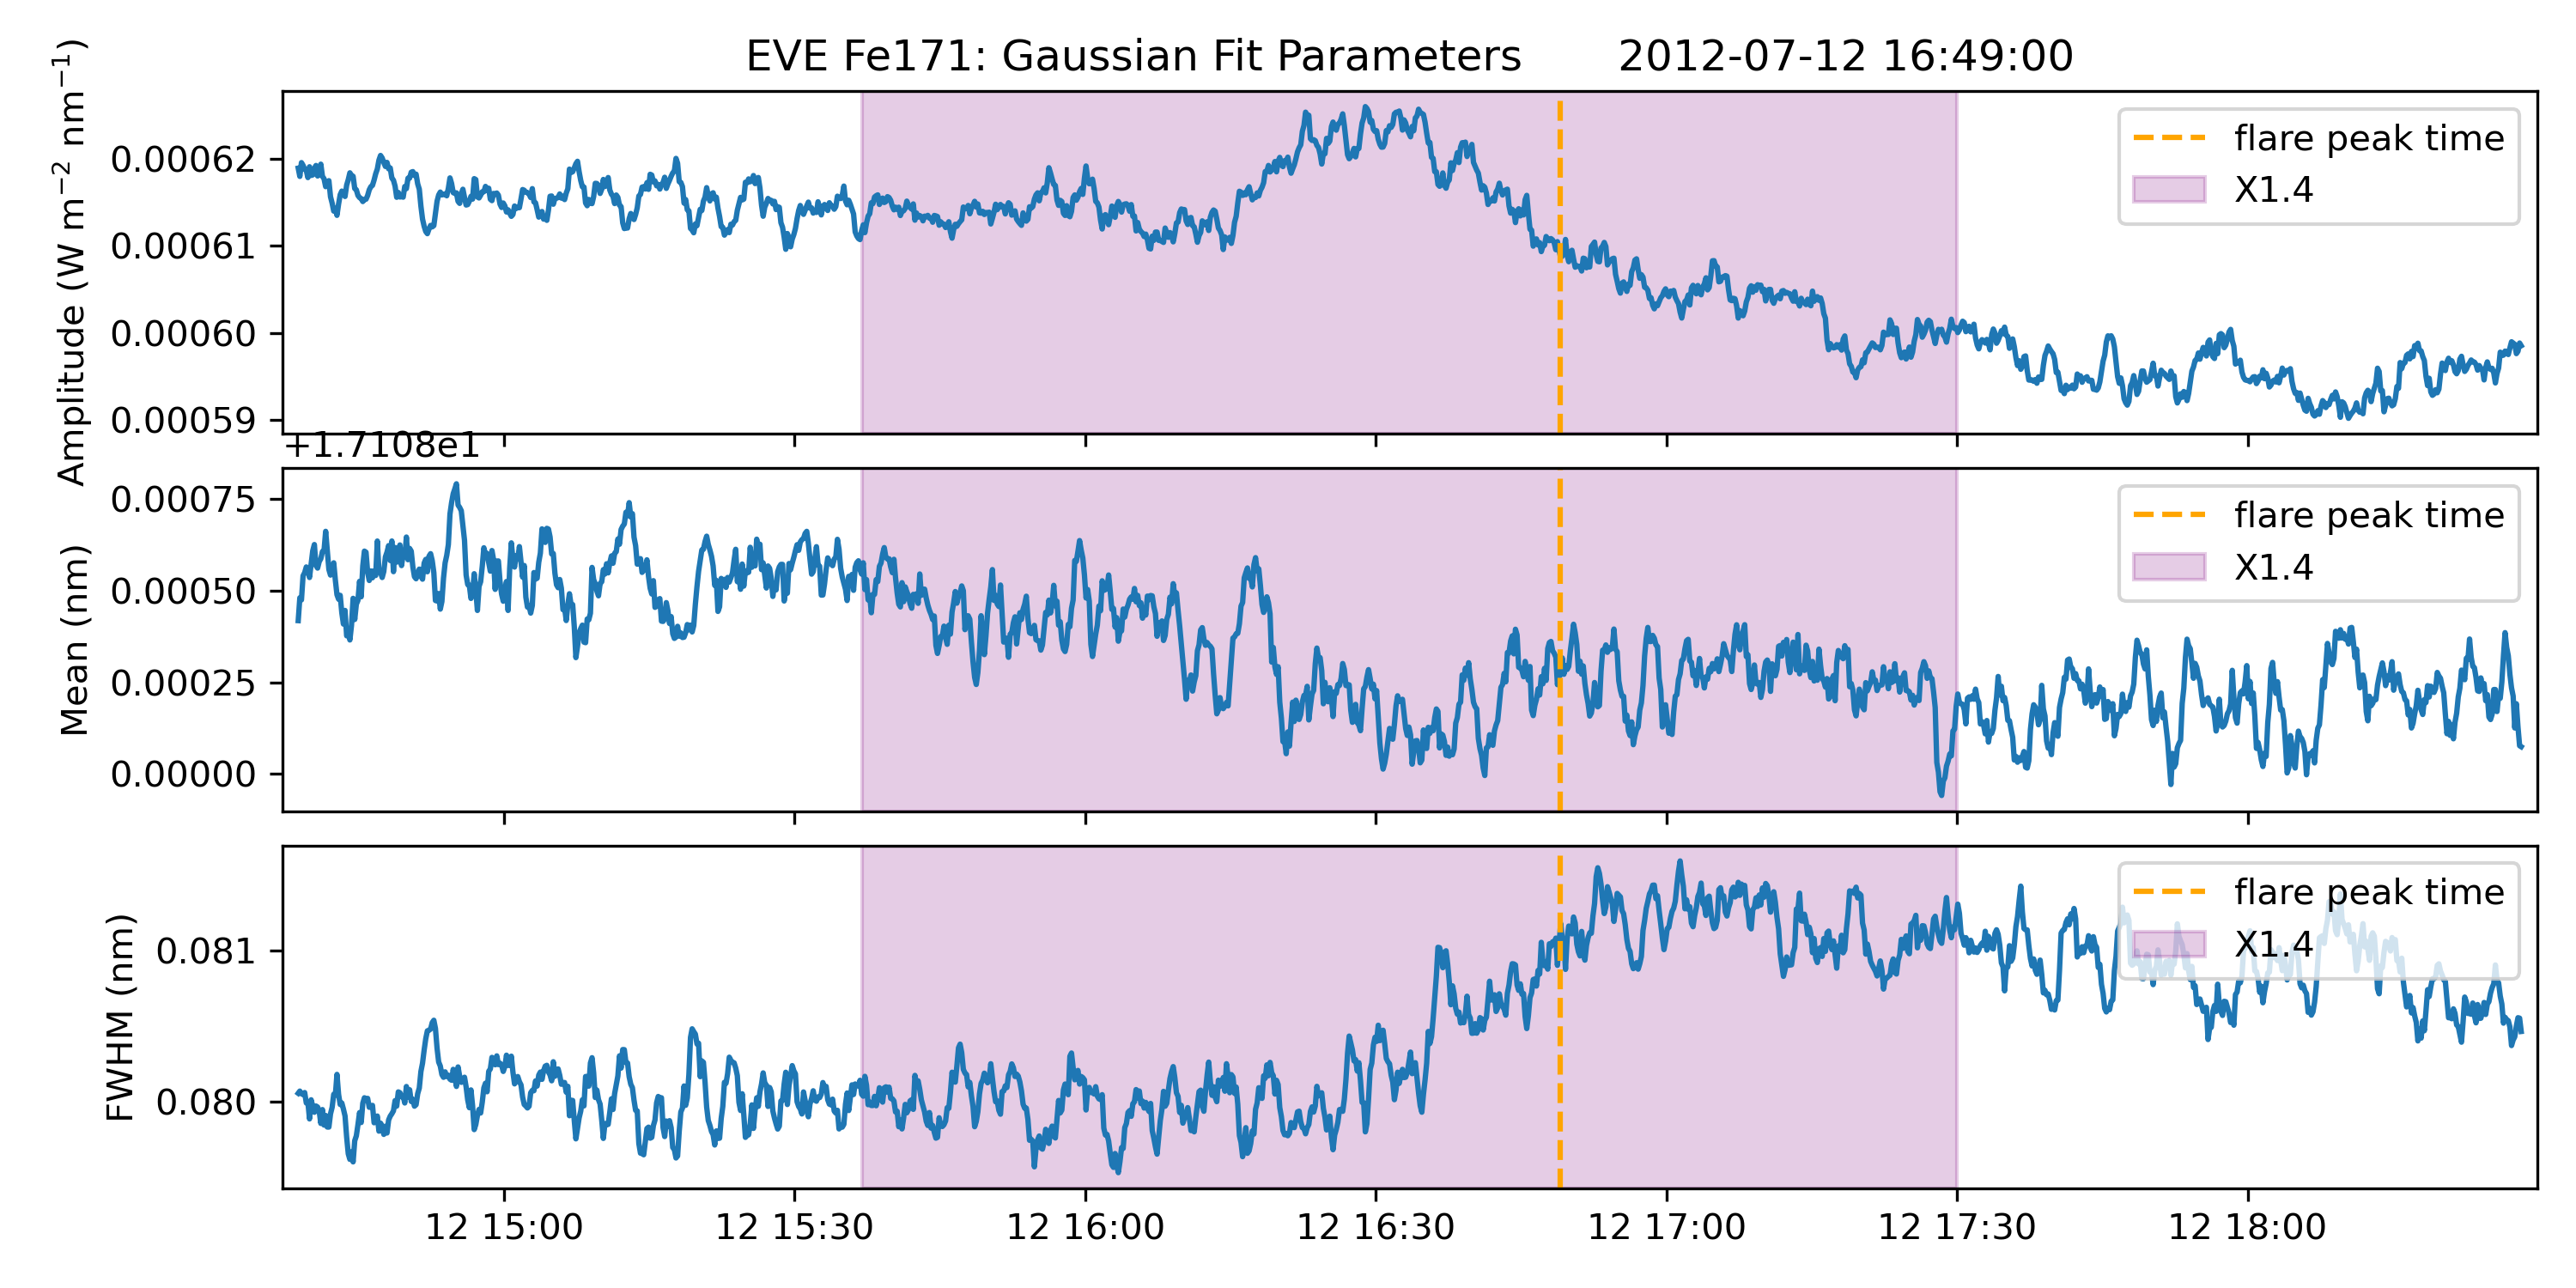 EVE Fe171: Gaussian Fit Parameters 2012-07-12 16:49:00
Amplitude (W m⁻² nm⁻¹)
0.00062
0.00061
0.00060
0.00059
flare peak time
X1.4
+1.7108e1
Mean (nm)
0.00075
0.00050
0.00025
0.00000
flare peak time
X1.4
FWHM (nm)
0.081
0.080
flare peak time
X1.4
12 15:00 12 15:30 12 16:00 12 16:30 12 17:00 12 17:30 12 18:00